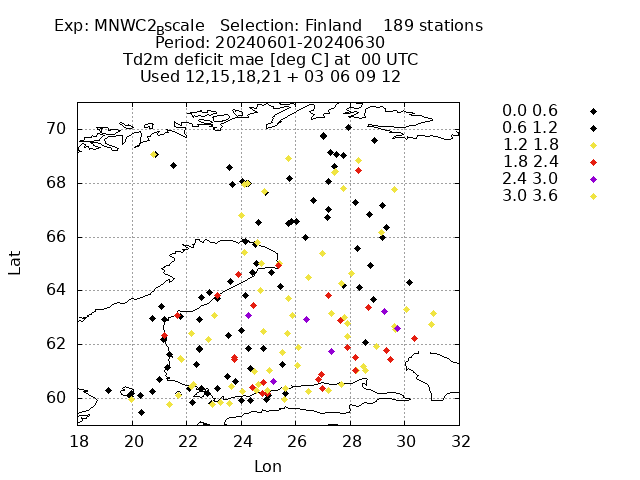 Exp: MNWC2_Bscale Selection: Finland 189 stations
Period: 20240601-20240630
Td2m deficit mae [deg C] at 00 UTC
Used 12,15,18,21 + 03 06 09 12
0.0 0.6
0.6 1.2
1.2 1.8
1.8 2.4
2.4 3.0
3.0 3.6
70
68
66
64
62
60
Lat
18 20 22 24 26 28 30 32
Lon